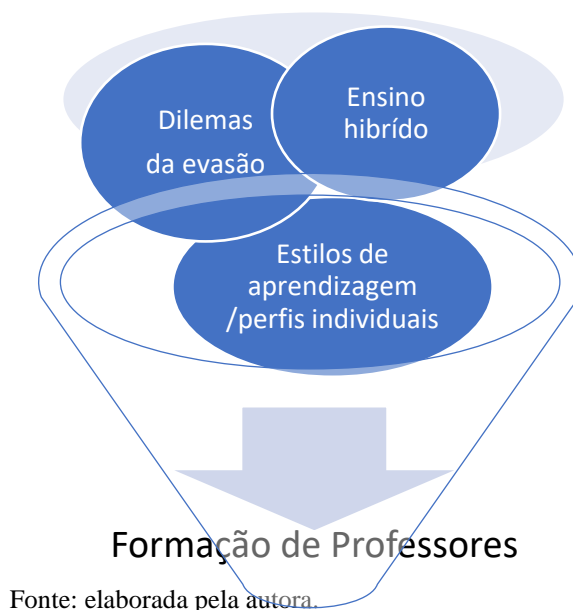 Dilemas
da evasão
Ensino
hibrído
Estilos de
aprendizagem
/perfis individuais
Formação de Professores
Fonte: elaborada pela autora.